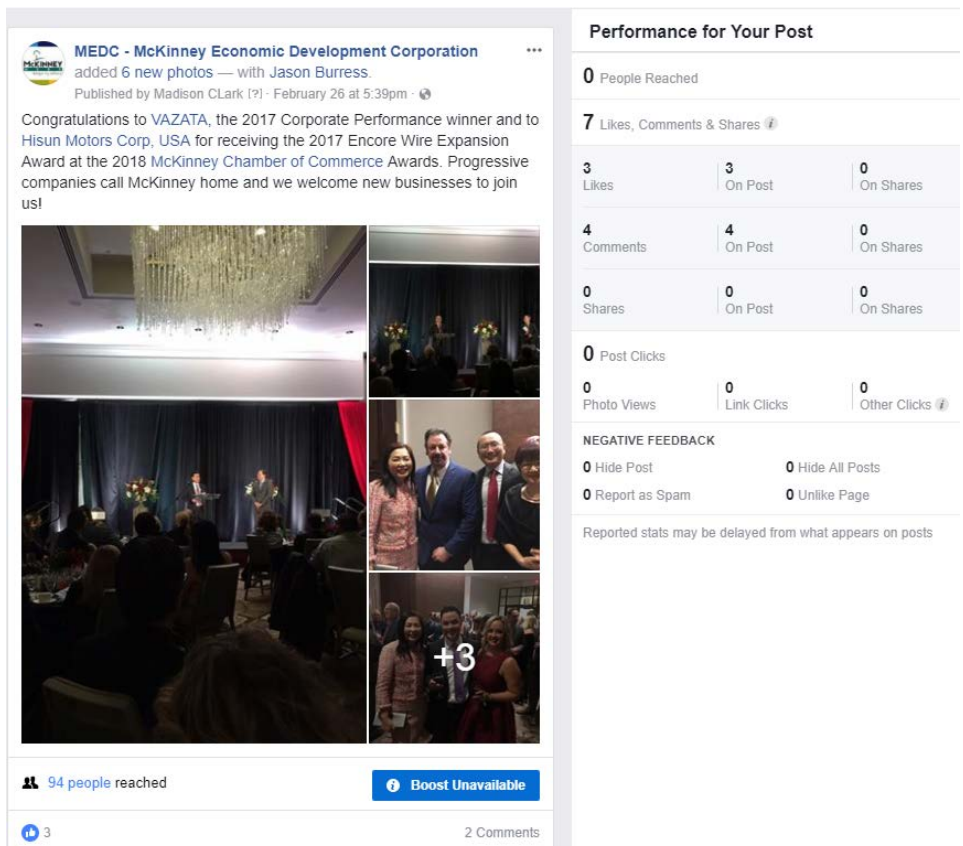 MEDC - McKinney Economic Development Corporation
added 6 new photos — with Jason Burress.
Published by Madison CLark [?] · February 26 at 5:39pm ·
Congratulations to VAZATA, the 2017 Corporate Performance winner and to
Hisun Motors Corp, USA for receiving the 2017 Encore Wire Expansion
Award at the 2018 McKinney Chamber of Commerce Awards. Progressive
companies call McKinney home and we welcome new businesses to join
us!
+3
94 people reached
Boost Unavailable
3
2 Comments
Performance for Your Post
0 People Reached
7 Likes, Comments & Shares
3 3 0
Likes On Post On Shares
4 4 0
Comments On Post On Shares
0 0 0
Shares On Post On Shares
0 Post Clicks
0 0 0
Photo Views Link Clicks Other Clicks
NEGATIVE FEEDBACK
0 Hide Post 0 Hide All Posts
0 Report as Spam 0 Unlike Page
Reported stats may be delayed from what appears on posts